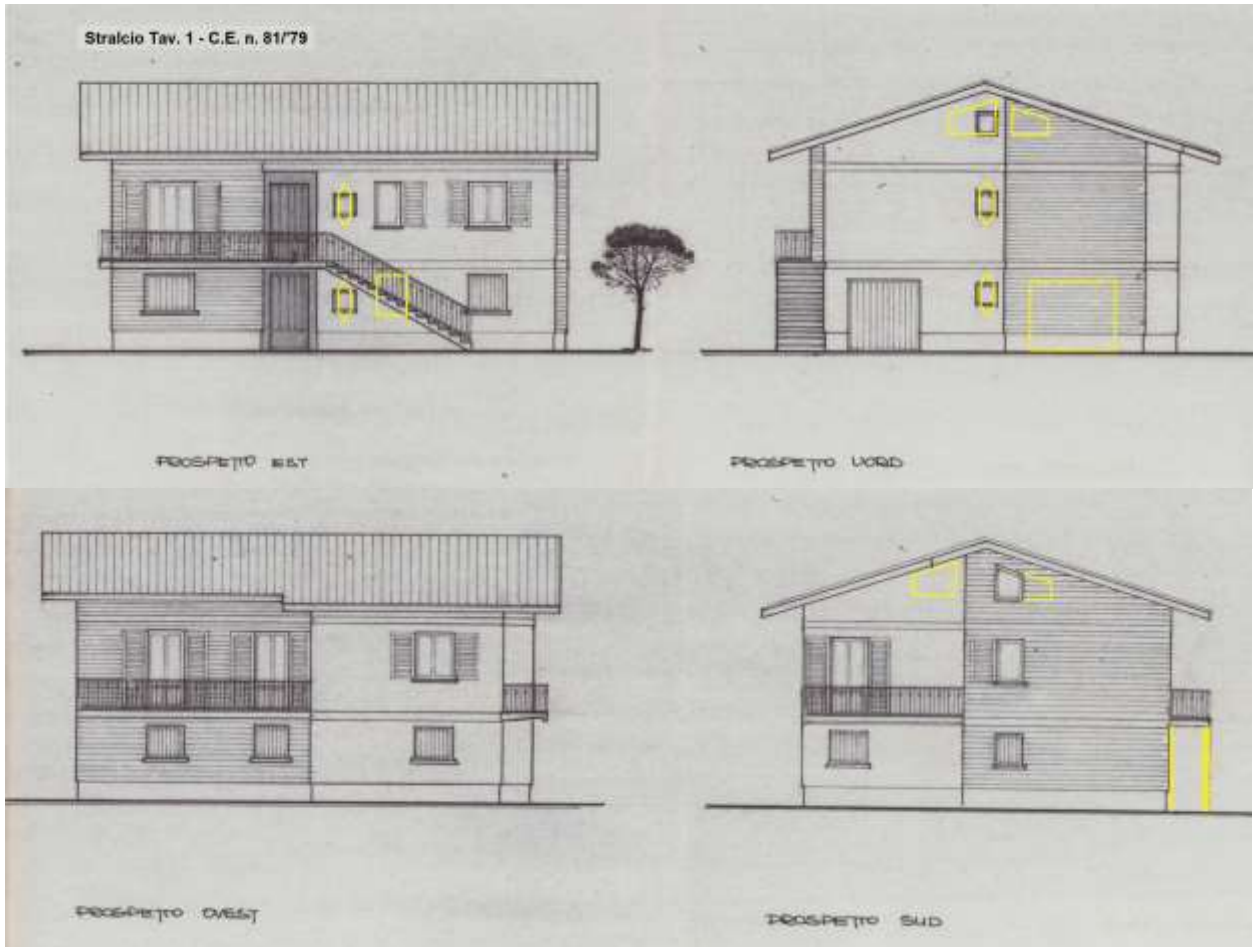 Stralcio Tav. 1 - C.E. n. 81/'79
PROSPETTO EST
PROSPETTO NORD
PROSPETTO OVEST
PROSPETTO SUD